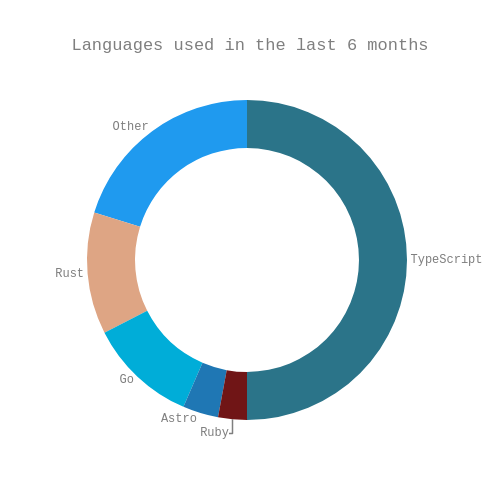 Languages used in the last 6 months
Other
TypeScript
Rust
Go
Astro
Ruby